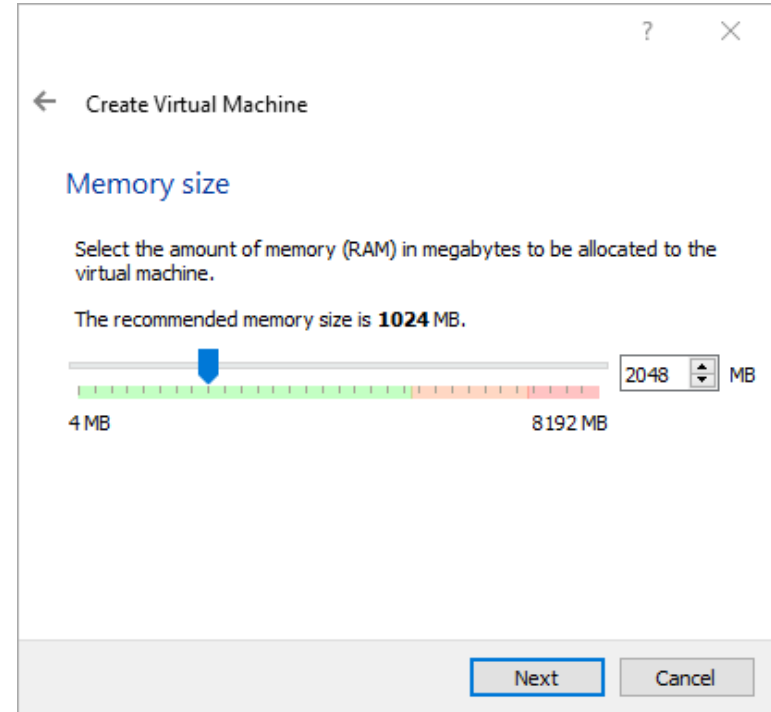 ?
Create Virtual Machine
Memory size
Select the amount of memory (RAM) in megabytes to be allocated to the
virtual machine.
The recommended memory size is 1024 MB.
2048 MB
4 MB 8192 MB
Next Cancel